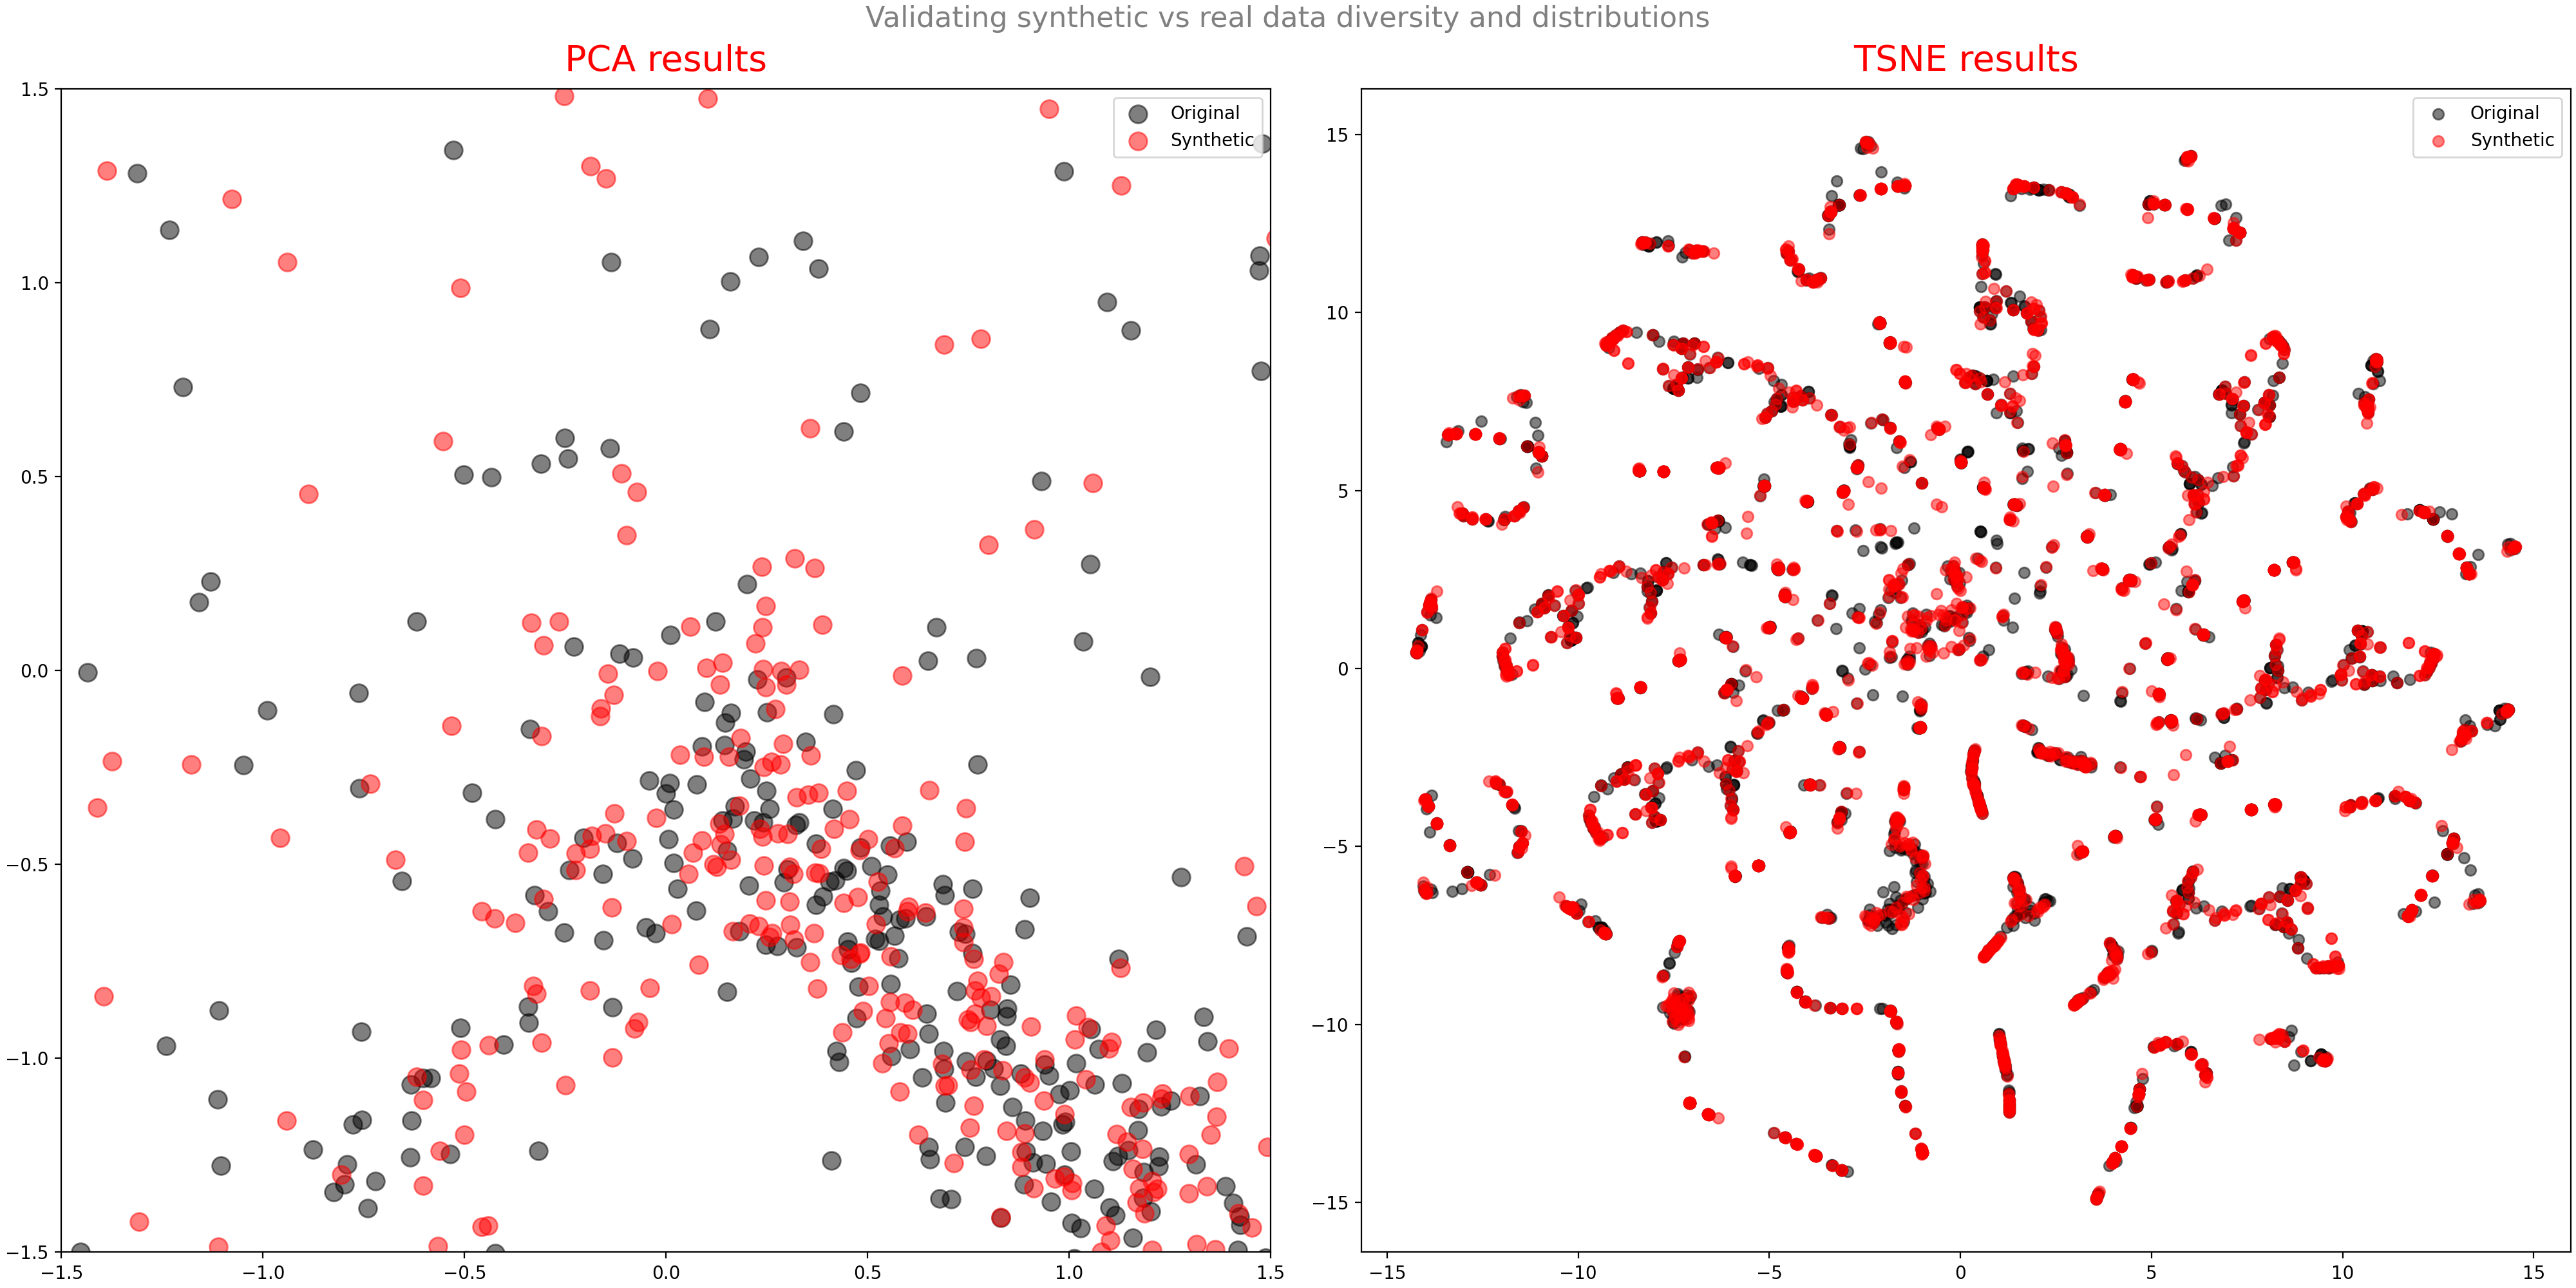 Validating synthetic vs real data diversity and distributions
PCA results
Original
Synthetic
1.5
1.0
0.5
0.0
−0.5
−1.0
−1.5
−1.5 −1.0 −0.5 0.0 0.5 1.0 1.5
TSNE results
Original
Synthetic
15
10
5
0
−5
−10
−15
−15 −10 −5 0 5 10 15